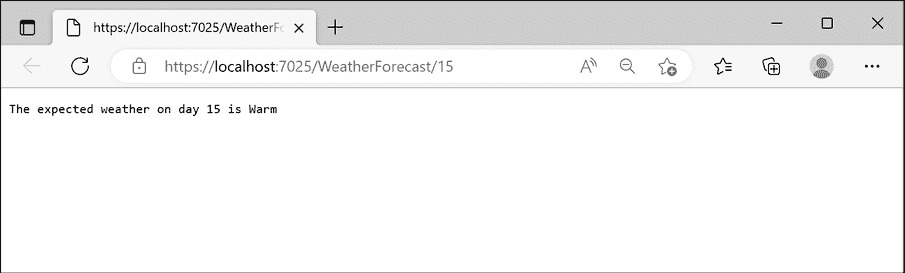 https://localhost:7025/WeatherFo
https://localhost:7025/WeatherForecast/15
The expected weather on day 15 is Warm